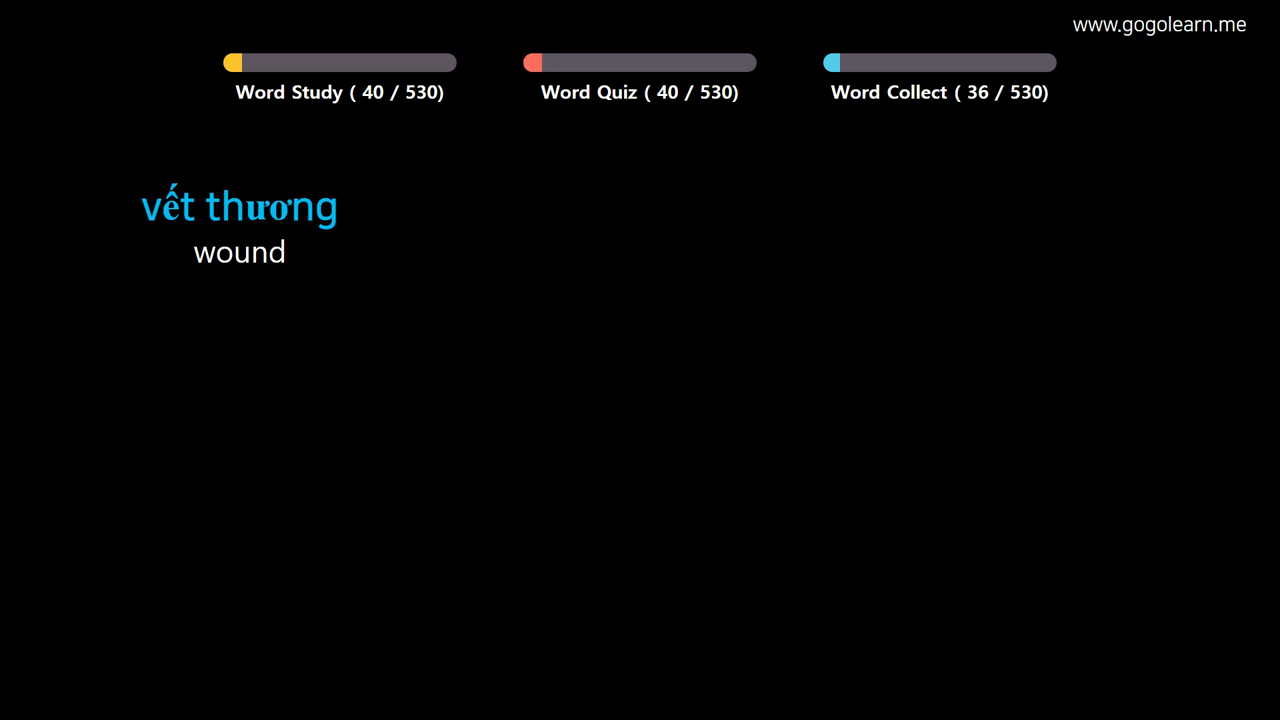 www.gogolearn.me
Word Study ( 40 / 530)
Word Quiz ( 40 / 530)
Word Collect ( 36 / 530)
vết thương
wound